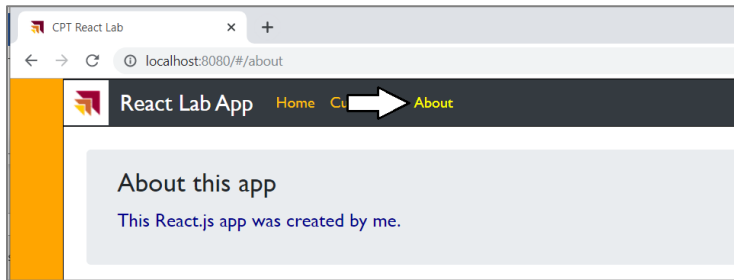 CPT React Lab
localhost:8080/#/about
React Lab App Home About
About this app
This React.js app was created by me.